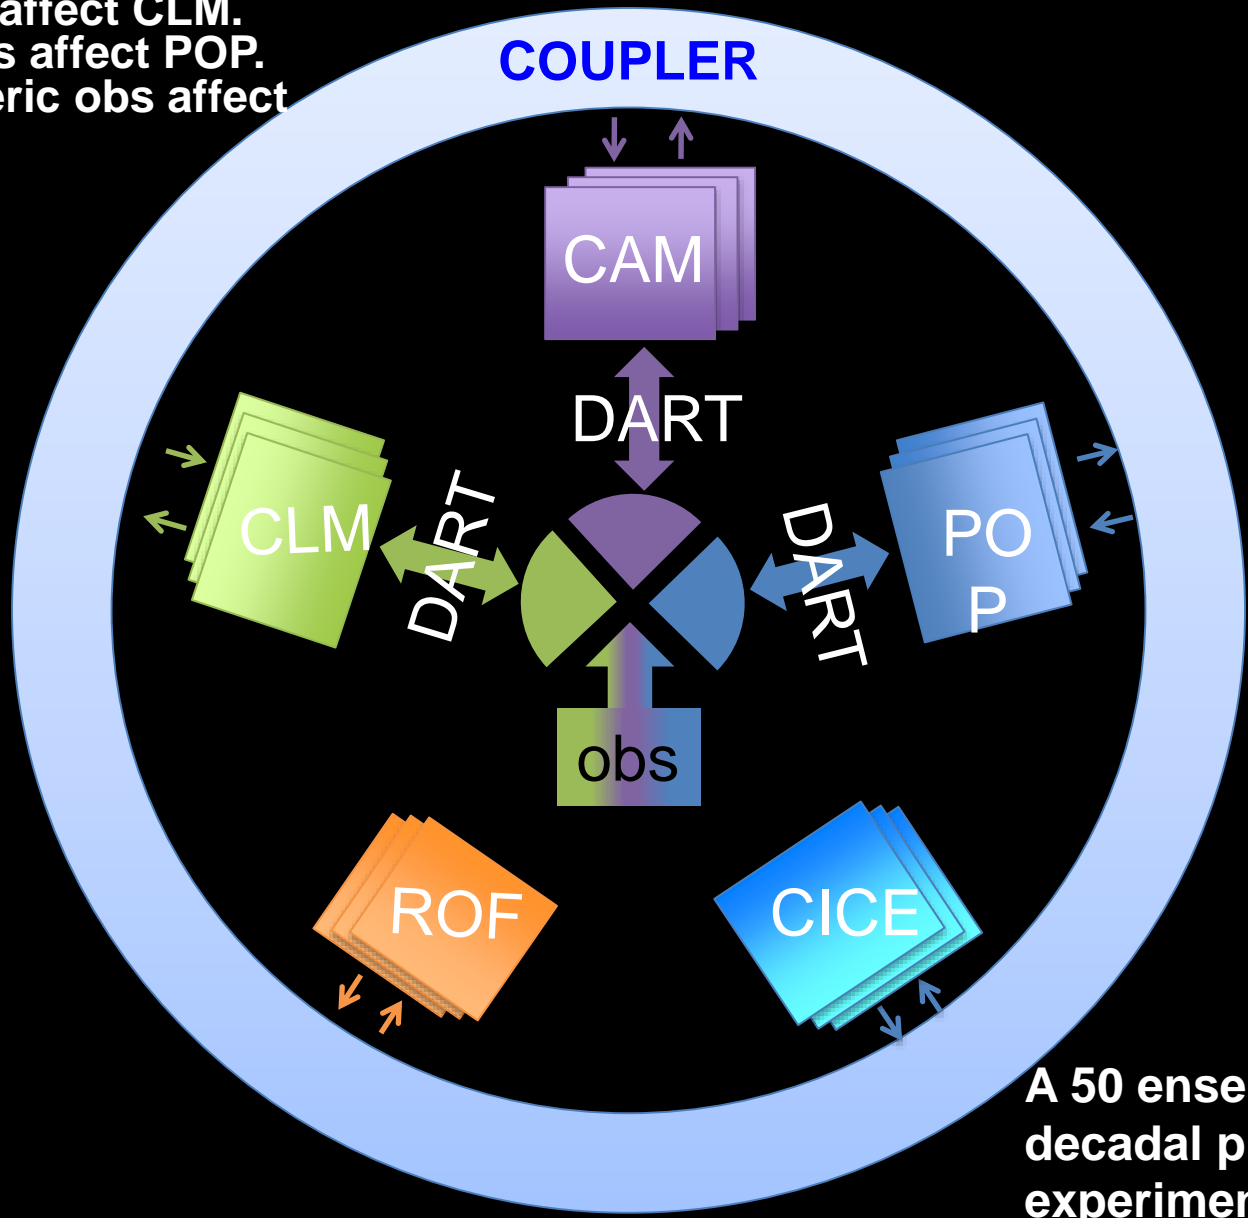 affect CLM.
s affect POP.
eric obs affect
COUPLER
CAM
DART
CLM
DART
DART
PO
P
obs
ROF
CICE
A 50 ense
decadal p
experimen